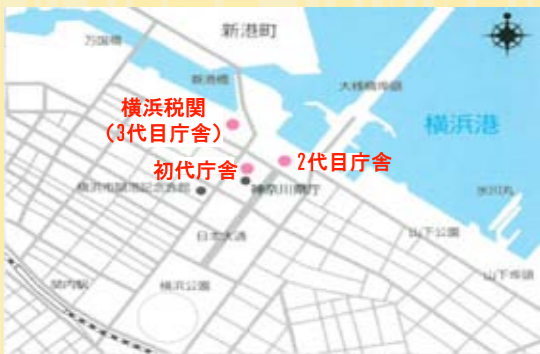 新港町
万国橋
新港橋
大桟橋埠頭
横浜税関
（3代目庁舎）
横浜港
初代庁舎
2代目庁舎
横浜市開港記念会館
神奈川県庁
氷川丸
日本大通
山下公園
山下埠頭
関内駅
横浜公園